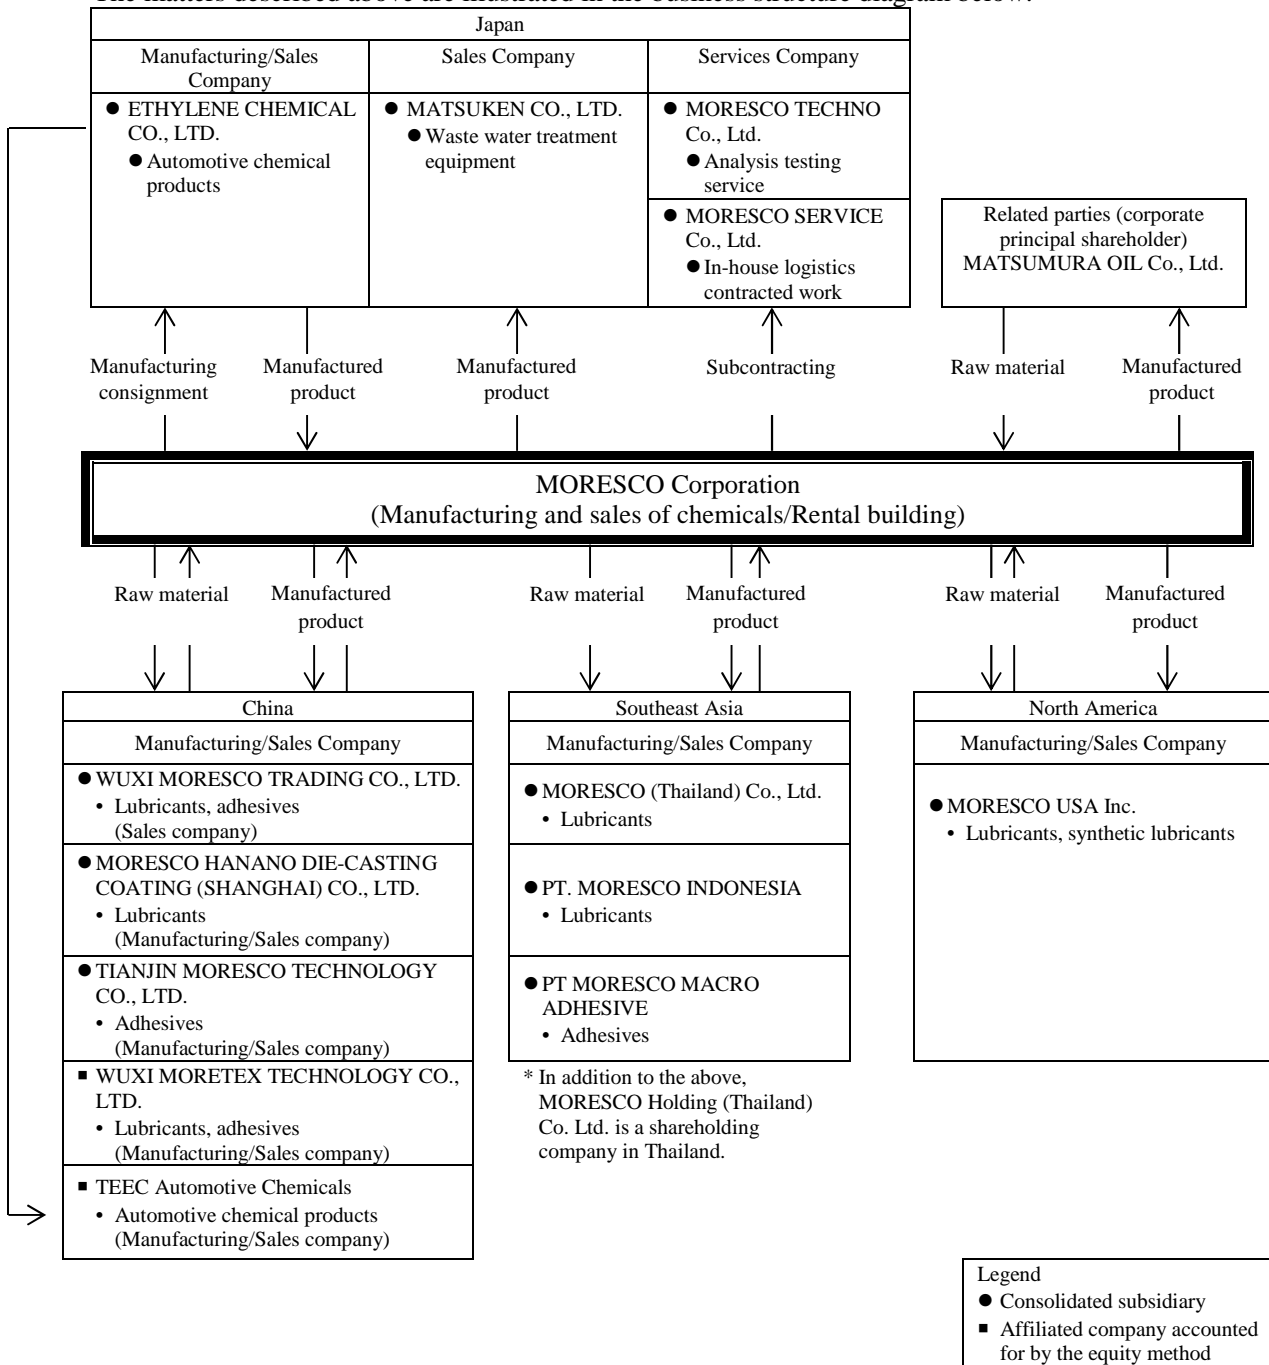 The matters described above are illustrated in the business structure diagram below.
Japan
Manufacturing/Sales
Company
Sales Company
Services Company
● ETHYLENE CHEMICAL
CO., LTD.
● Automotive chemical
products
● MATSUKEN CO., LTD.
● Waste water treatment
equipment
● MORESCO TECHNO
Co., Ltd.
● Analysis testing
service
● MORESCO SERVICE
Co., Ltd.
● In-house logistics
contracted work
Related parties (corporate
principal shareholder)
MATSUMURA OIL Co., Ltd.
Manufacturing
consignment
Manufactured
product
Manufactured
product
Subcontracting
Raw material
Manufactured
product
MORESCO Corporation
(Manufacturing and sales of chemicals/Rental building)
Raw material
Manufactured
product
Raw material
Manufactured
product
Raw material
Manufactured
product
China
Manufacturing/Sales Company
● WUXI MORESCO TRADING CO., LTD.
• Lubricants, adhesives
(Sales company)
● MORESCO HANANO DIE-CASTING
COATING (SHANGHAI) CO., LTD.
• Lubricants
(Manufacturing/Sales company)
● TIANJIN MORESCO TECHNOLOGY
CO., LTD.
• Adhesives
(Manufacturing/Sales company)
■ WUXI MORETEX TECHNOLOGY CO.,
LTD.
• Lubricants, adhesives
(Manufacturing/Sales company)
■ TEEC Automotive Chemicals
• Automotive chemical products
(Manufacturing/Sales company)
Southeast Asia
Manufacturing/Sales Company
● MORESCO (Thailand) Co., Ltd.
• Lubricants
● PT. MORESCO INDONESIA
• Lubricants
● PT MORESCO MACRO
ADHESIVE
• Adhesives
* In addition to the above,
MORESCO Holding (Thailand)
Co. Ltd. is a shareholding
company in Thailand.
North America
Manufacturing/Sales Company
● MORESCO USA Inc.
• Lubricants, synthetic lubricants
Legend
● Consolidated subsidiary
■ Affiliated company accounted
for by the equity method